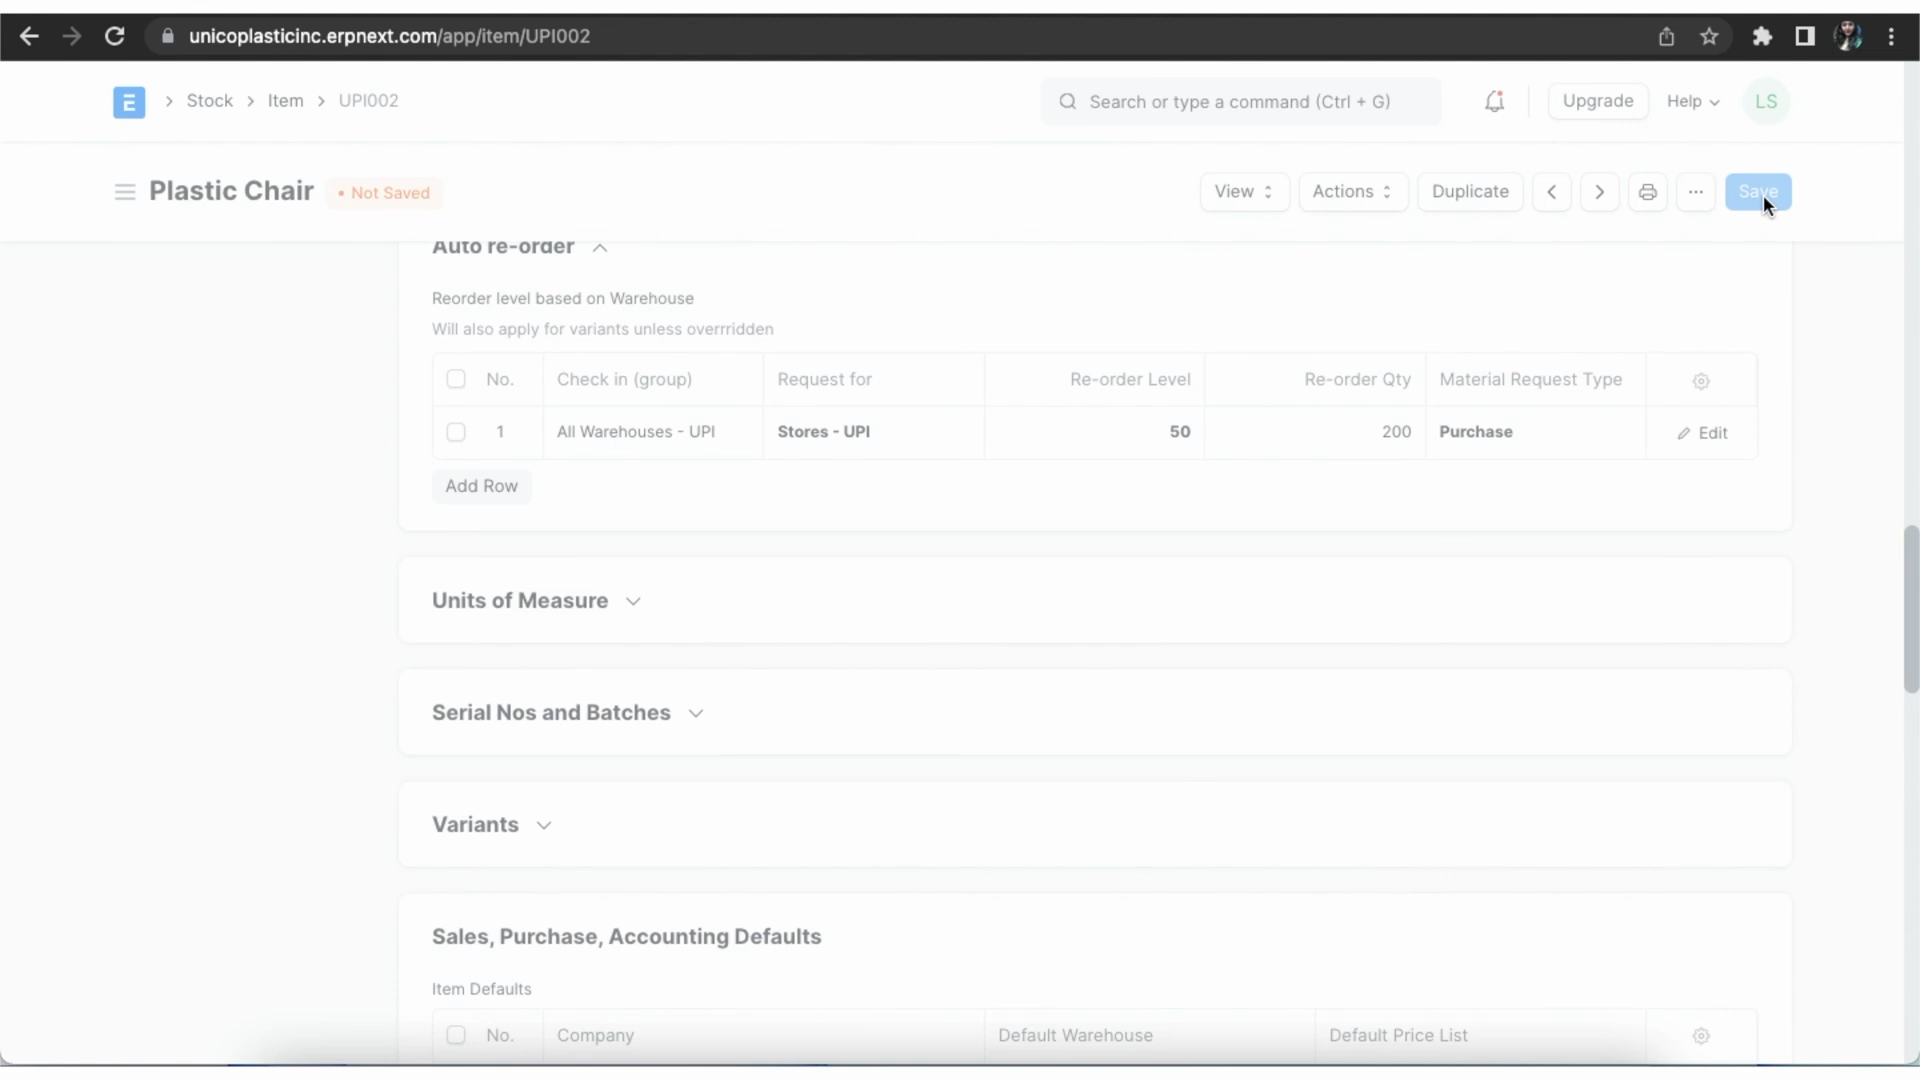 unicoplasticinc.erpnext.com/app/item/UPI002
E > Stock > Item > UPI002
Search or type a command (Ctrl + G)
Upgrade
Help
LS
Plastic Chair
• Not Saved
View
Actions
Duplicate
Save
Auto re-order
Reorder level based on Warehouse
Will also apply for variants unless overrridden
No. Check in (group) Request for Re-order Level Re-order Qty Material Request Type
1 All Warehouses - UPI Stores - UPI 50 200 Purchase Edit
Add Row
Units of Measure
Serial Nos and Batches
Variants
Sales, Purchase, Accounting Defaults
Item Defaults
No. Company Default Warehouse Default Price List